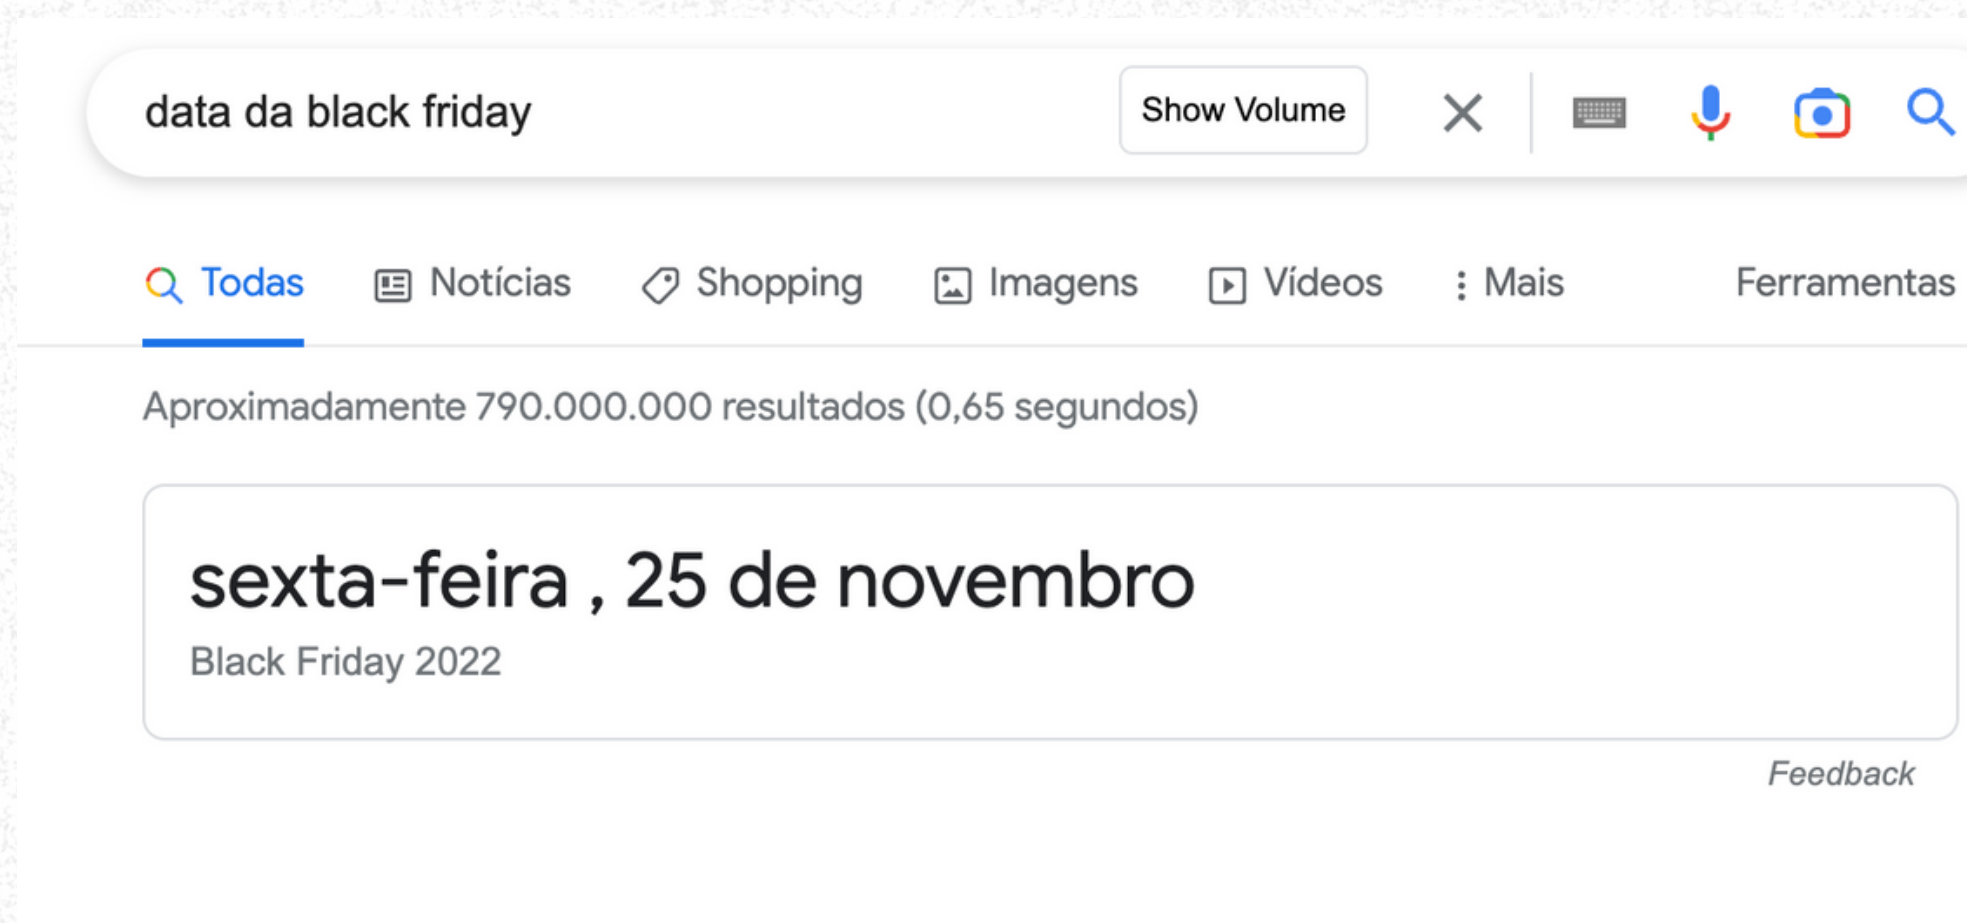 data da black friday Show Volume
Todas Notícias Shopping Imagens Vídeos Mais Ferramentas
Aproximadamente 790.000.000 resultados (0,65 segundos)
sexta-feira , 25 de novembro
Black Friday 2022
Feedback